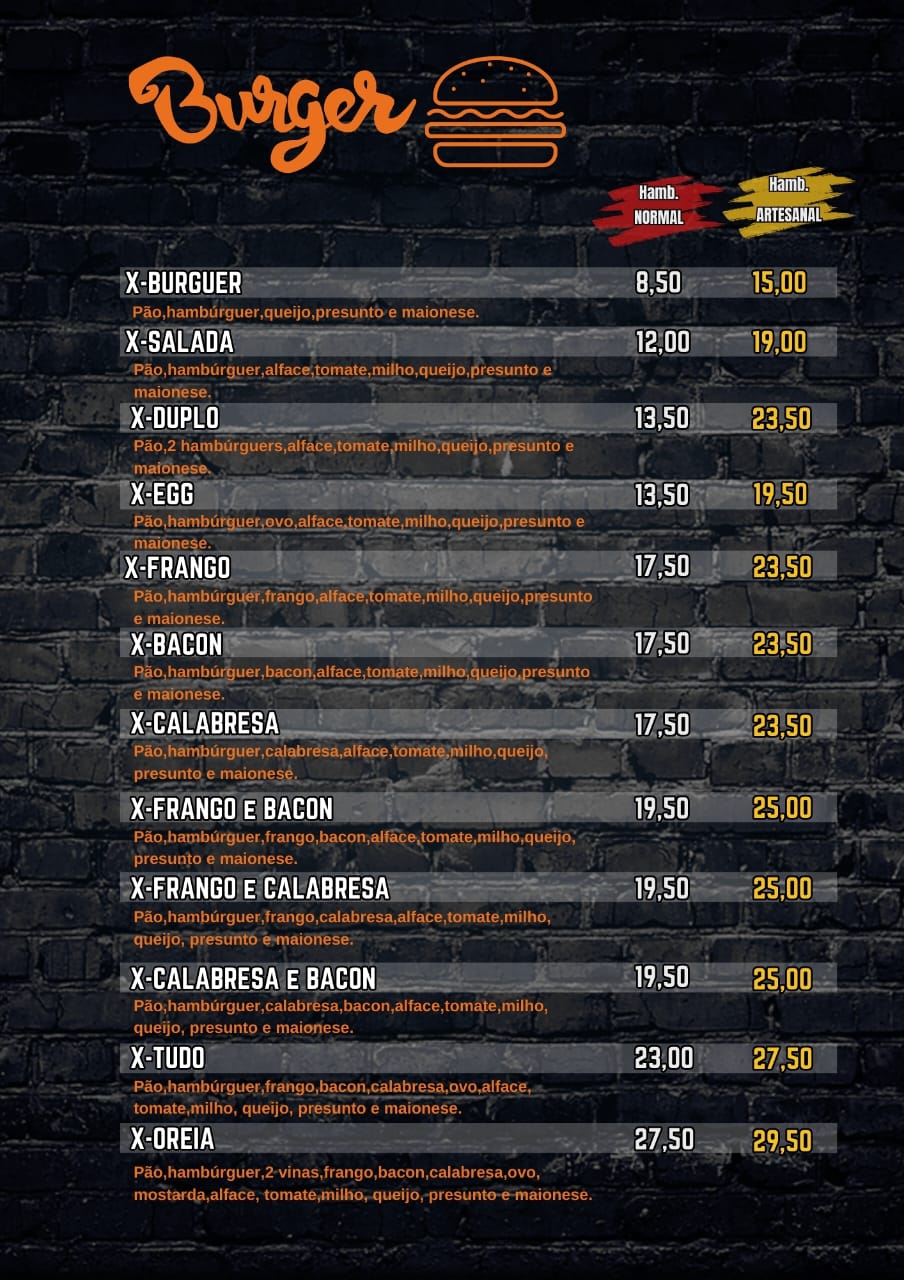 Burger
Hamb. NORMAL
Hamb. ARTESANAL
X-BURGUER 8,50 15,00
Pão,hambúrguer,queijo,presunto e maionese.
X-SALADA 12,00 19,00
Pão,hambúrguer,alface,tomate,milho,queijo,presunto e
maionese.
X-DUPLO 13,50 23,50
Pão,2 hambúrguers,alface,tomate,milho,queijo,presunto e
maionese.
X-EGG 13,50 19,50
Pão,hambúrguer,ovo,alface,tomate,milho,queijo,presunto e
maionese.
X-FRANGO 17,50 23,50
Pão,hambúrguer,frango,alface,tomate,milho,queijo,presunto
e maionese.
X-BACON 17,50 23,50
Pão,hambúrguer,bacon,alface,tomate,milho,queijo,presunto
e maionese.
X-CALABRESA 17,50 23,50
Pão,hambúrguer,calabresa,alface,tomate,milho,queijo,
presunto e maionese.
X-FRANGO E BACON 19,50 25,00
Pão,hambúrguer,frango,bacon,alface,tomate,milho,queijo,
presunto e maionese.
X-FRANGO E CALABRESA 19,50 25,00
Pão,hambúrguer,frango,calabresa,alface,tomate,milho,
queijo, presunto e maionese.
X-CALABRESA E BACON 19,50 25,00
Pão,hambúrguer,calabresa,bacon,alface,tomate,milho,
queijo, presunto e maionese.
X-TUDO 23,00 27,50
Pão,hambúrguer,frango,bacon,calabresa,ovo,alface,
tomate,milho, queijo, presunto e maionese.
X-OREIA 27,50 29,50
Pão,hambúrguer,2 vinas,frango,bacon,calabresa,ovo,
mostarda,alface, tomate,milho, queijo, presunto e maionese.